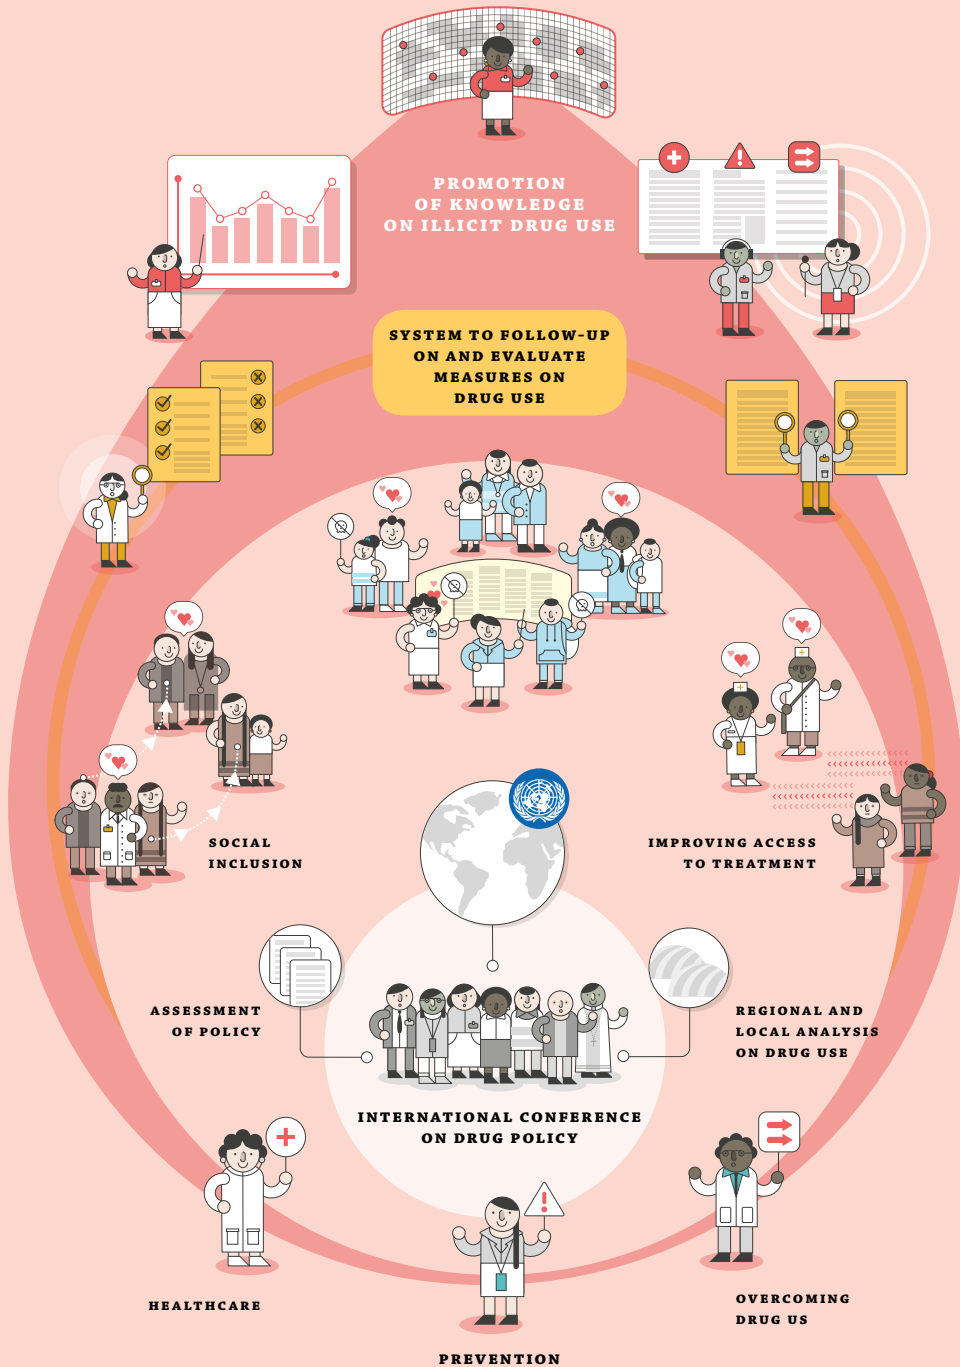 PROMOTION
OF KNOWLEDGE
ON ILLICIT DRUG USE
SYSTEM TO FOLLOW-UP
ON AND EVALUATE
MEASURES ON
DRUG USE
SOCIAL
INCLUSION
IMPROVING ACCESS
TO TREATMENT
ASSESSMENT
OF POLICY
REGIONAL AND
LOCAL ANALYSIS
ON DRUG USE
INTERNATIONAL CONFERENCE
ON DRUG POLICY
HEALTHCARE
OVERCOMING
DRUG US
PREVENTION